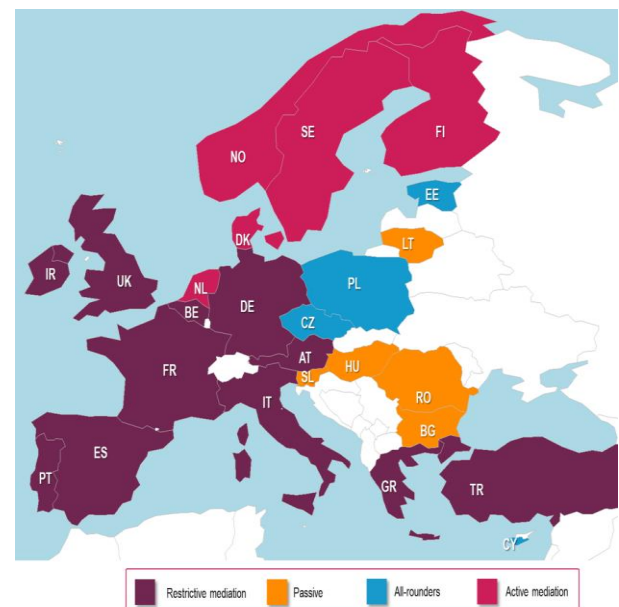 NO
SE
FI
EE
DK
LT
IR
UK
NL
BE
DE
PL
CZ
FR
AT
SL
HU
RO
IT
BG
PT
ES
GR
TR
CY
Restrictive mediation
Passive
All-rounders
Active mediation